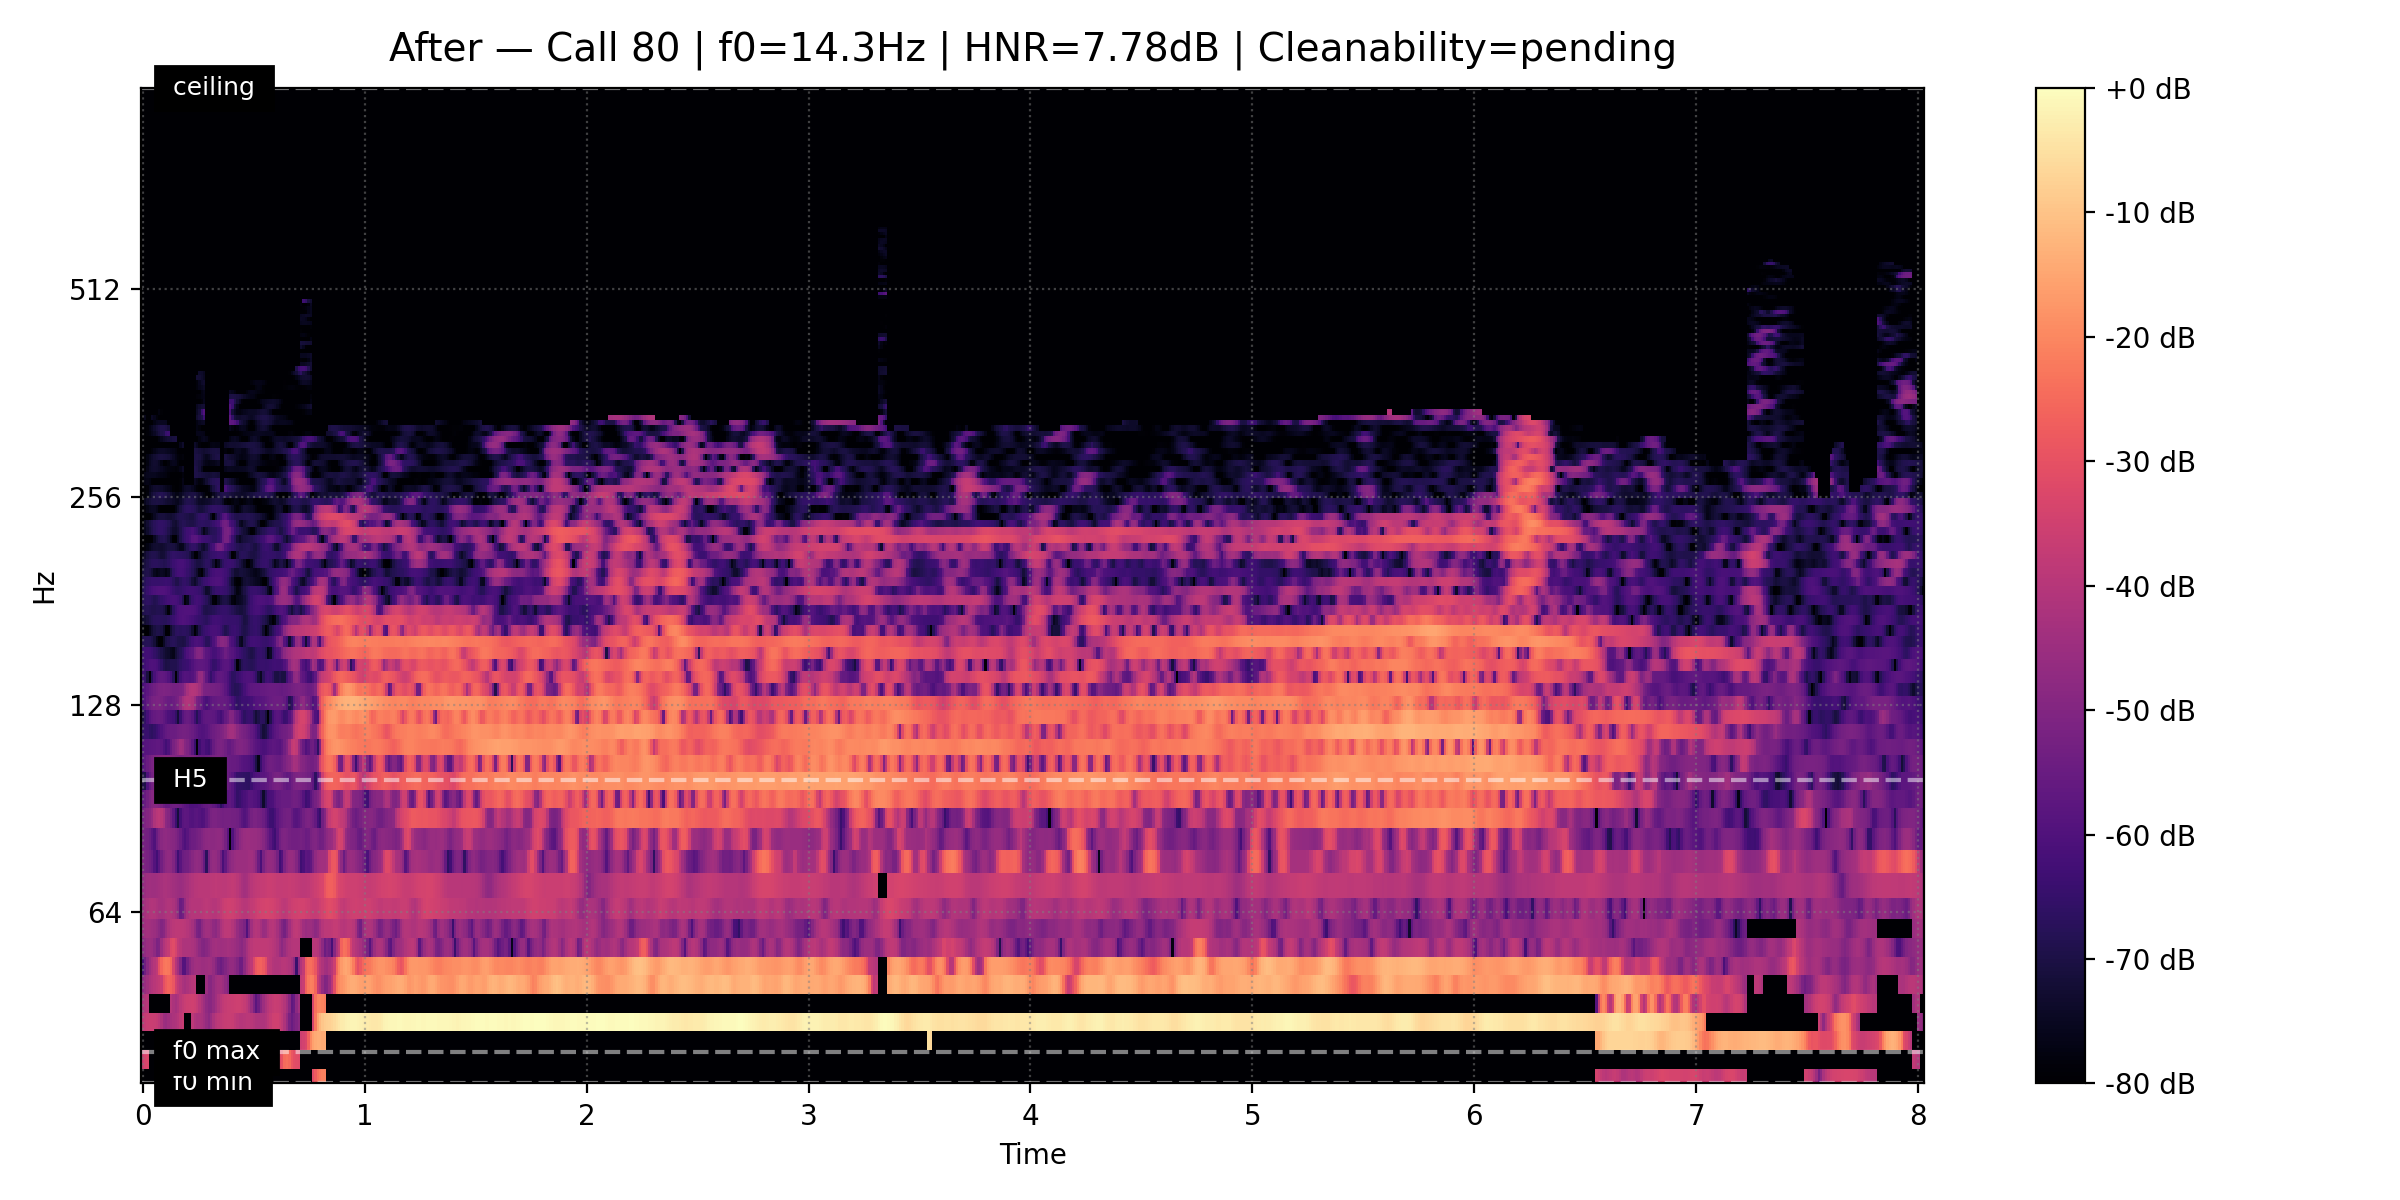 After — Call 80 | f0=14.3Hz | HNR=7.78dB | Cleanability=pending
ceiling
512
256
128
64
Hz
H5
f0 max
f0 min
0 1 2 3 4 5 6 7 8
Time
+0 dB
-10 dB
-20 dB
-30 dB
-40 dB
-50 dB
-60 dB
-70 dB
-80 dB